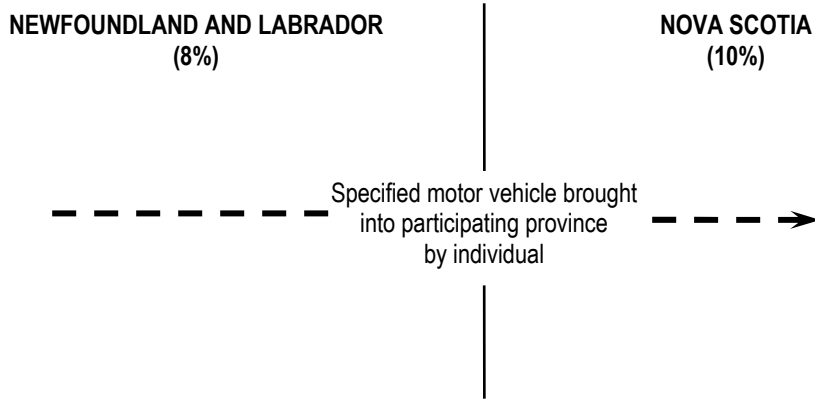 NEWFOUNDLAND AND LABRADOR
(8%)
NOVA SCOTIA
(10%)
Specified motor vehicle brought
into participating province
by individual